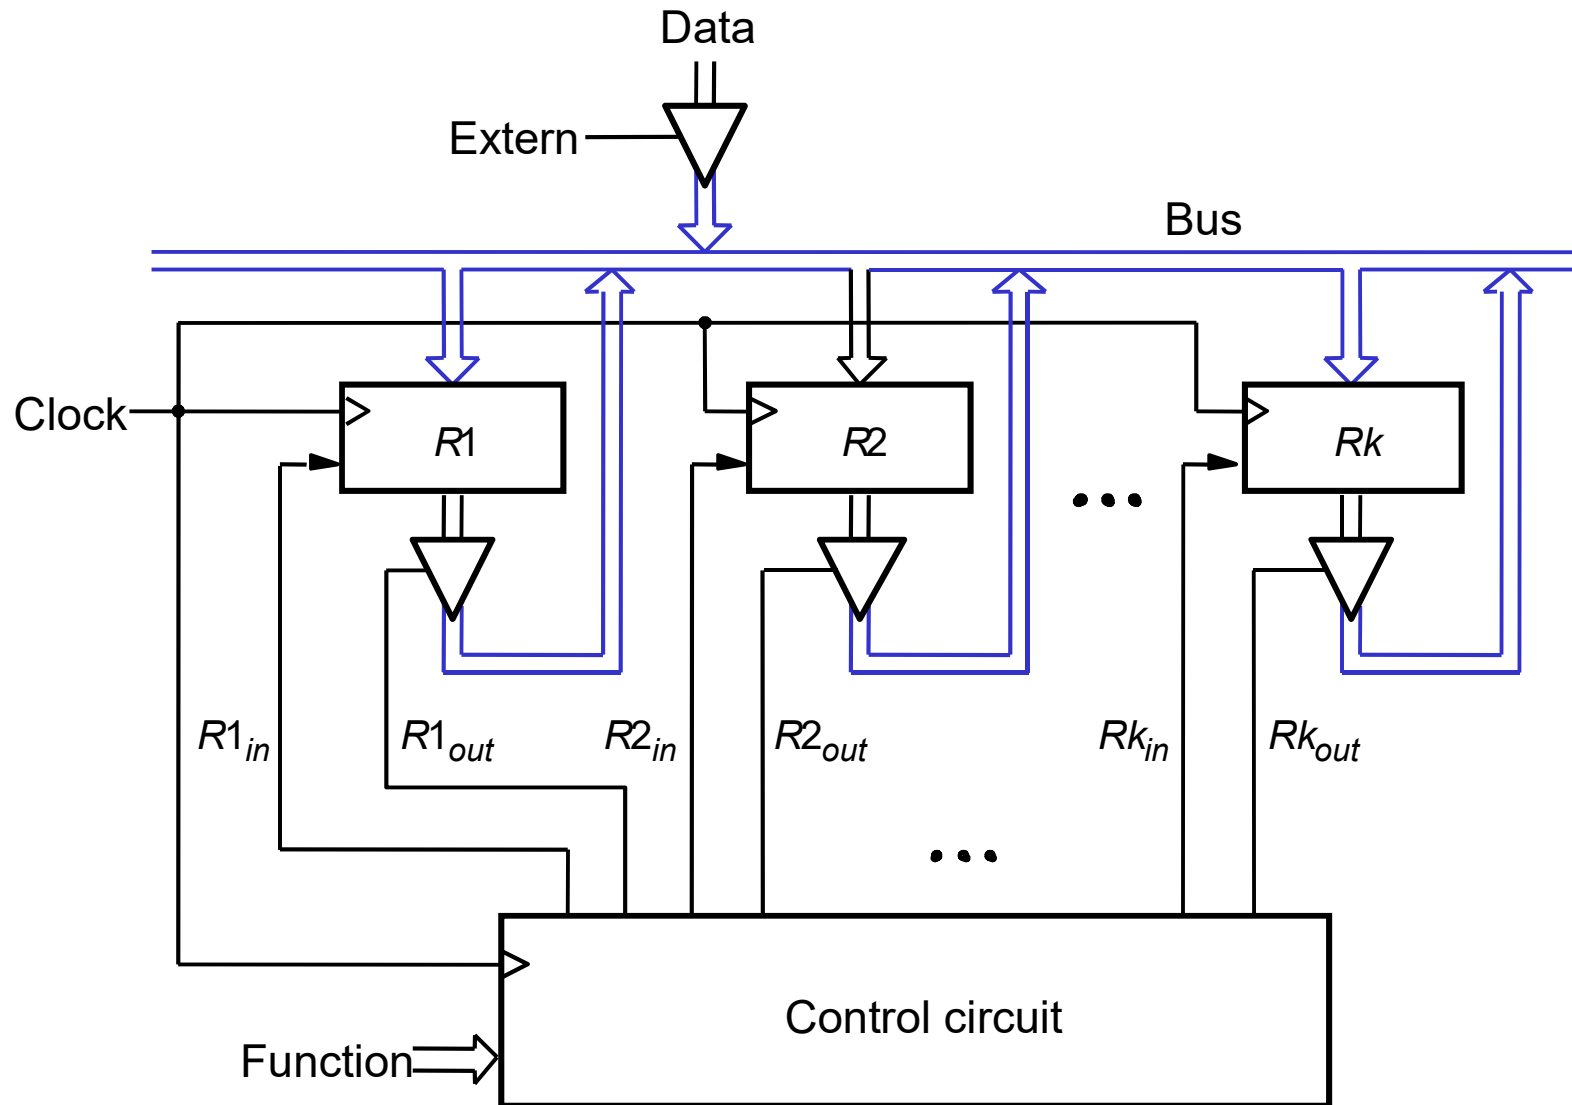 Data
Extern
Bus
Clock
R1
R2
Rk
R1in
R1out
R2in
R2out
Rkin
Rkout
Control circuit
Function